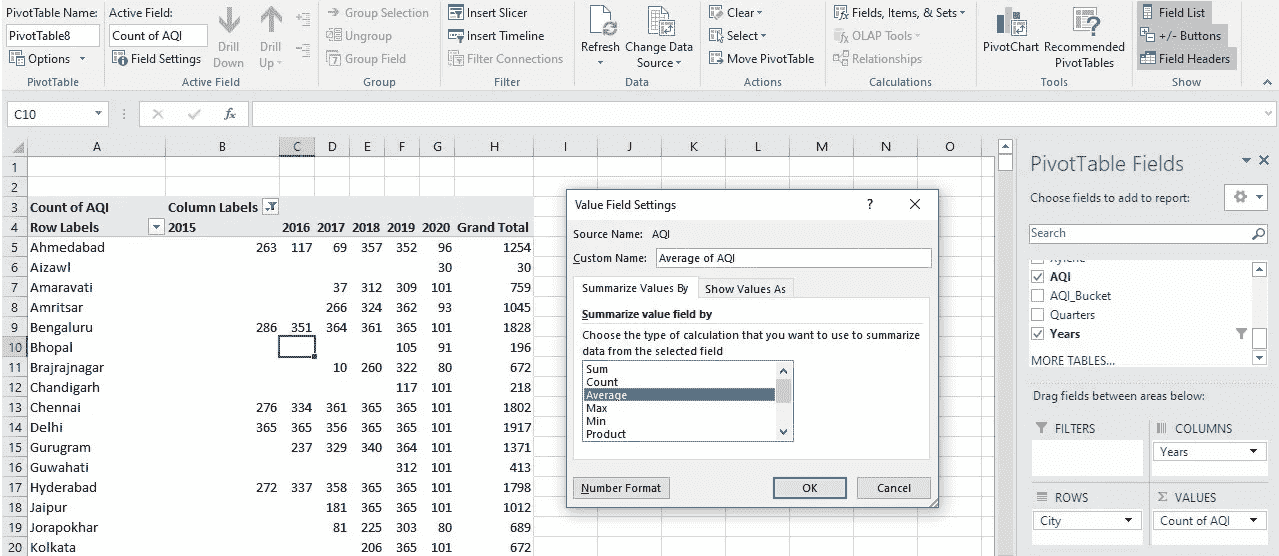 PivotTable Name: Active Field:
PivotTable8 Count of AQI
Options Field Settings
Drill Down Drill Up
PivotTable Active Field
Group Selection
Ungroup
Group Field
Group
Insert Slicer
Insert Timeline
Filter Connections
Filter
Refresh Change Data Source
Data
Clear
Select
Move PivotTable
Actions
Fields, Items, & Sets
OLAP Tools
Relationships
Calculations
PivotChart Recommended PivotTables
Tools
Field List
+/- Buttons
Field Headers
Show
C10 fx
A B C D E F G H I J K L M N O
1
2
3 Count of AQI Column Labels
4 Row Labels 2015 2016 2017 2018 2019 2020 Grand Total
5 Ahmedabad 263 117 69 357 352 96 1254
6 Aizawl 30 30
7 Amaravati 37 312 309 101 759
8 Amritsar 266 324 362 93 1045
9 Bengaluru 286 351 364 361 365 101 1828
10 Bhopal 105 91 196
11 Brajrajnagar 10 260 322 80 672
12 Chandigarh 117 101 218
13 Chennai 276 334 361 365 365 101 1802
14 Delhi 365 365 356 365 365 101 1917
15 Gurugram 237 329 340 364 101 1371
16 Guwahati 312 101 413
17 Hyderabad 272 337 358 365 365 101 1798
18 Jaipur 181 365 365 101 1012
19 Jorapokhar 81 225 303 80 689
20 Kolkata 206 365 101 672
Value Field Settings ?
Source Name: AQI
Custom Name: Average of AQI
Summarize Values By Show Values As
Summarize value field by
Choose the type of calculation that you want to use to summarize
data from the selected field
Sum
Count
Average
Max
Min
Product
Number Format OK Cancel
PivotTable Fields
Choose fields to add to report:
Search
Xylene
AQI
AQI_Bucket
Quarters
Years
MORE TABLES...
Drag fields between areas below:
FILTERS COLUMNS
Years
ROWS Σ VALUES
City Count of AQI